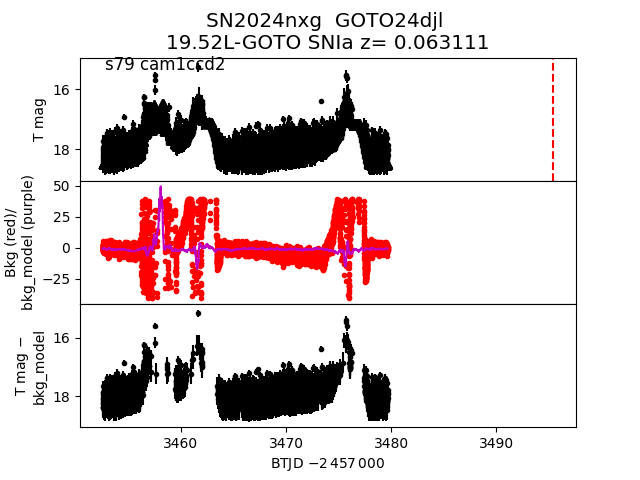 SN2024nxg GOTO24djl
19.52L-GOTO SNIa z= 0.063111
s79 cam1ccd2
16
18
T mag
50
25
0
−25
Bkg (red)/
bkg_model (purple)
16
18
T mag −
bkg_model
3460 3470 3480 3490
BTJD −2 457 000